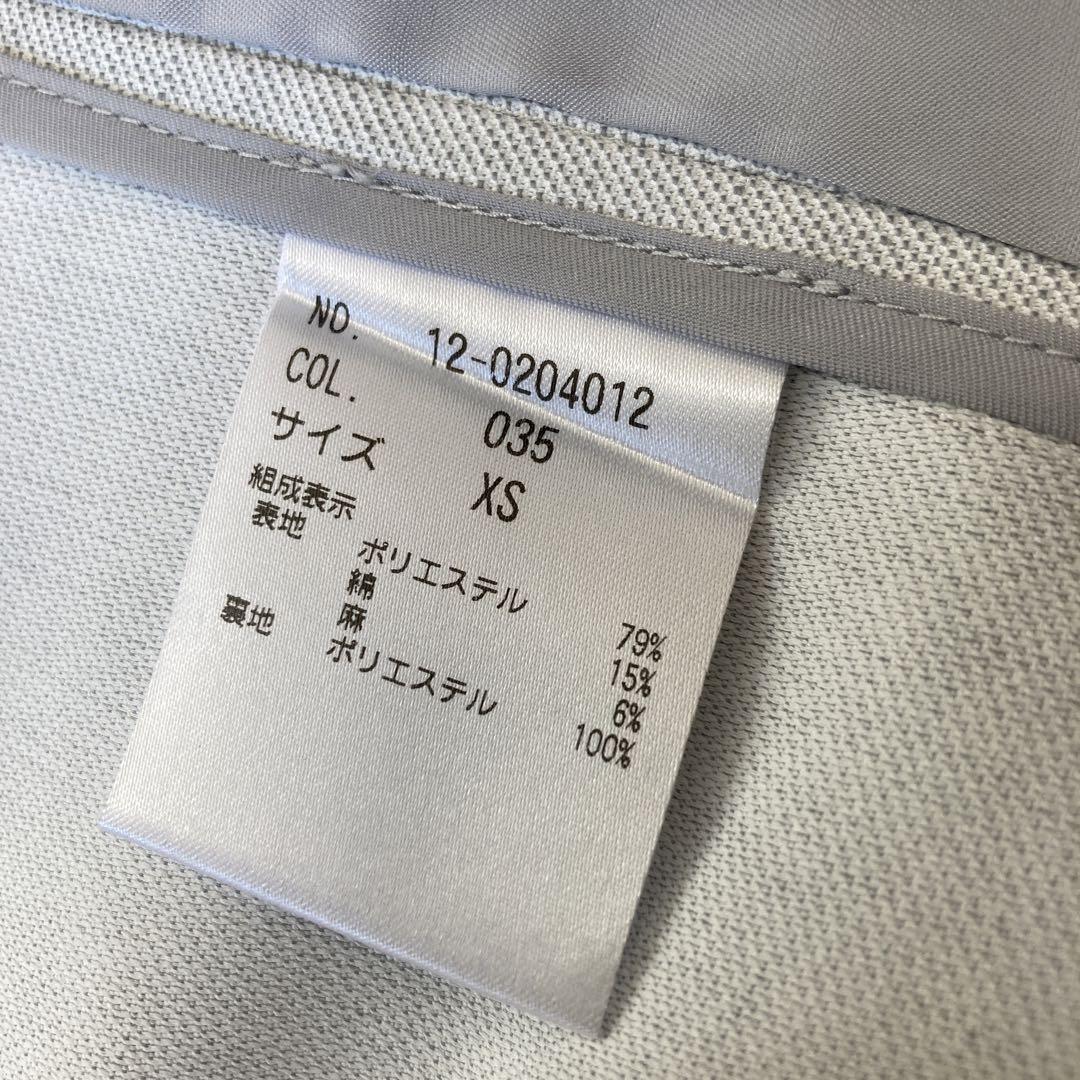 NO. 12-0204012
COL. 035
サイズ XS
組成表示
表地 ポリエステル 79%
綿 15%
麻 6%
裏地 ポリエステル 100%